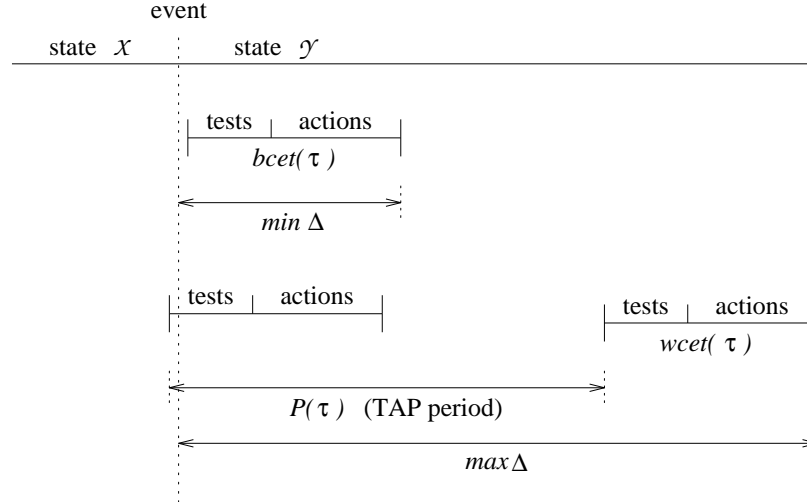 event
state X state Y
tests actions
bcet(τ)
min Δ
tests actions
tests actions
wcet(τ)
P(τ) (TAP period)
max Δ